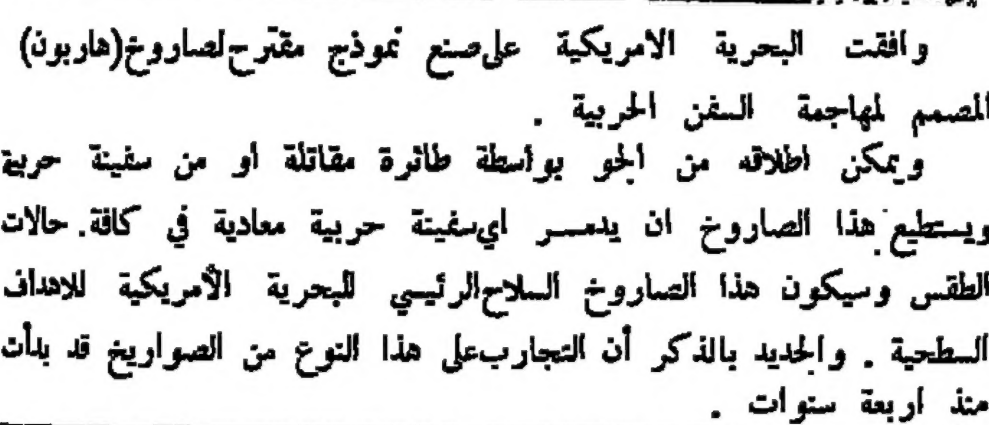 وافقت البحرية الامريكية على صنع نموذج مقترح لصاروخ (هاربون)
المصمم لمهاجمة السفن الحربية .
ويمكن اطلاقه من الجو بواسطة طائرة مقاتلة او من سفينة حربية
ويستطيع هذا الصاروخ ان يدمــر اي سفينة حربية معادية في كافة حالات
الطقس وسيكون هذا الصاروخ السلاح الرئيسي للبحرية الأمريكية للاهداف
السطحية . والجديد بالذكر أن التجارب على هذا النوع من الصواريخ قد بدأت
منذ اربعة سنوات .